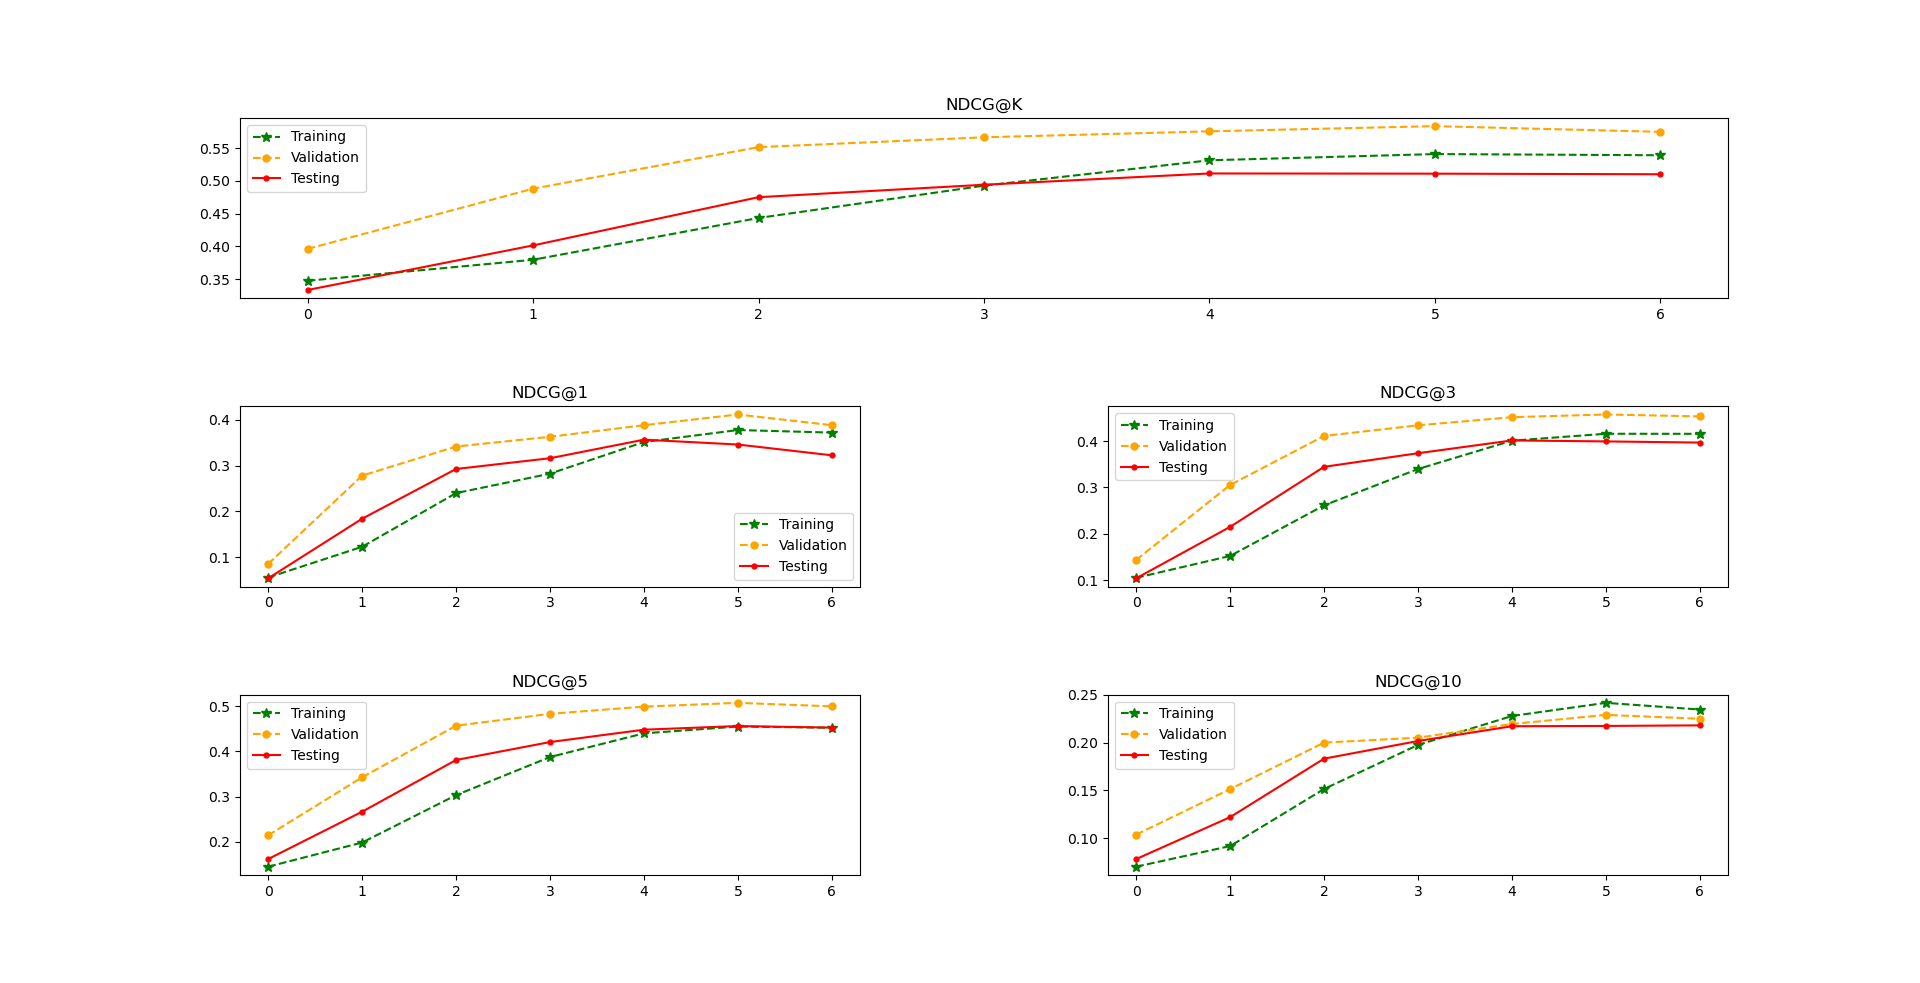 NDCG@K
Training
Validation
Testing
0.55
0.50
0.45
0.40
0.35
0 1 2 3 4 5 6
NDCG@1
0.4
0.3
0.2
0.1
Training
Validation
Testing
0 1 2 3 4 5 6
NDCG@3
Training
Validation
Testing
0.4
0.3
0.2
0.1
0 1 2 3 4 5 6
NDCG@5
Training
Validation
Testing
0.5
0.4
0.3
0.2
0 1 2 3 4 5 6
NDCG@10
Training
Validation
Testing
0.25
0.20
0.15
0.10
0 1 2 3 4 5 6